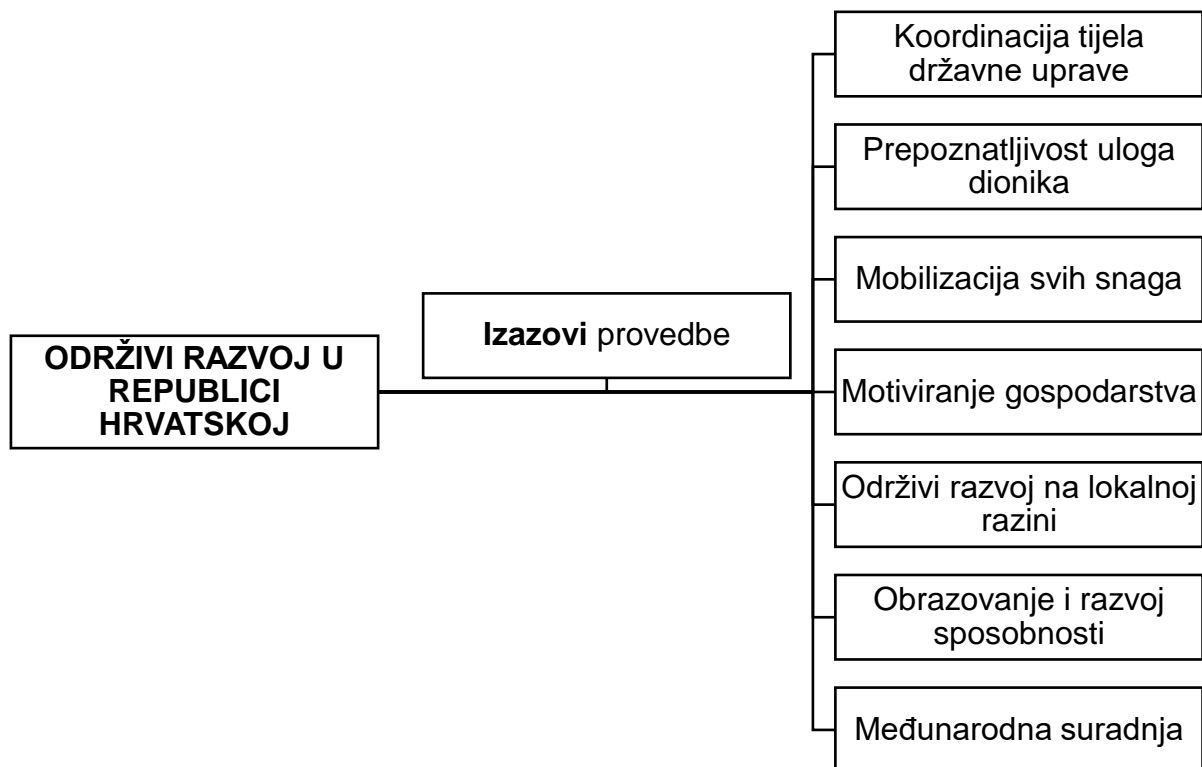 ODRŽIVI RAZVOJ U
REPUBLICI
HRVATSKOJ
Izazovi provedbe
Koordinacija tijela
državne uprave
Prepoznatljivost uloga
dionika
Mobilizacija svih snaga
Motiviranje gospodarstva
Održivi razvoj na lokalnoj
razini
Obrazovanje i razvoj
sposobnosti
Međunarodna suradnja